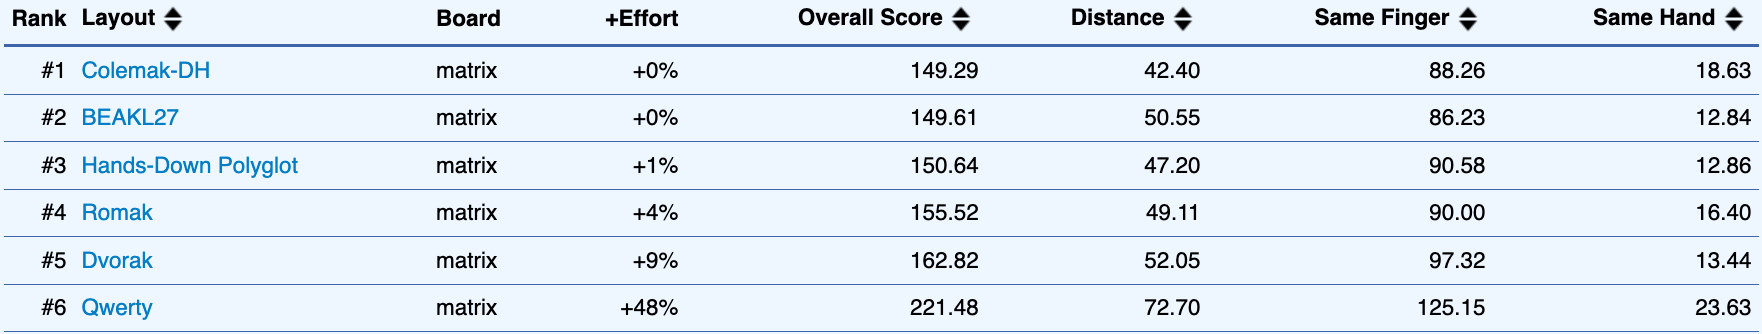 Rank Layout Board +Effort Overall Score Distance Same Finger Same Hand
#1 Colemak-DH matrix +0% 149.29 42.40 88.26 18.63
#2 BEAKL27 matrix +0% 149.61 50.55 86.23 12.84
#3 Hands-Down Polyglot matrix +1% 150.64 47.20 90.58 12.86
#4 Romak matrix +4% 155.52 49.11 90.00 16.40
#5 Dvorak matrix +9% 162.82 52.05 97.32 13.44
#6 Qwerty matrix +48% 221.48 72.70 125.15 23.63